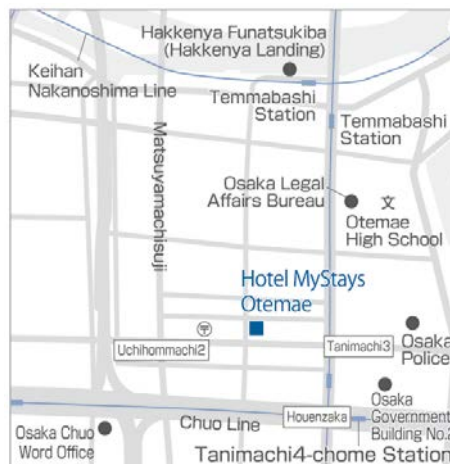 Hakkenya Funatsukiba
(Hakkenya Landing)
Keihan
Nakanoshima Line
Temmabashi
Station
Temmabashi
Station
Matsuyamachisuji
Osaka Legal
Affairs Bureau
文
Otemae
High School
Hotel MyStays
Otemae
〒
Uchihommachi2
Tanimachi3
Osaka
Police
Houenzaka
Osaka
Government
Building No.2
Chuo Line
Osaka Chuo
Word Office
Tanimachi4-chome Station